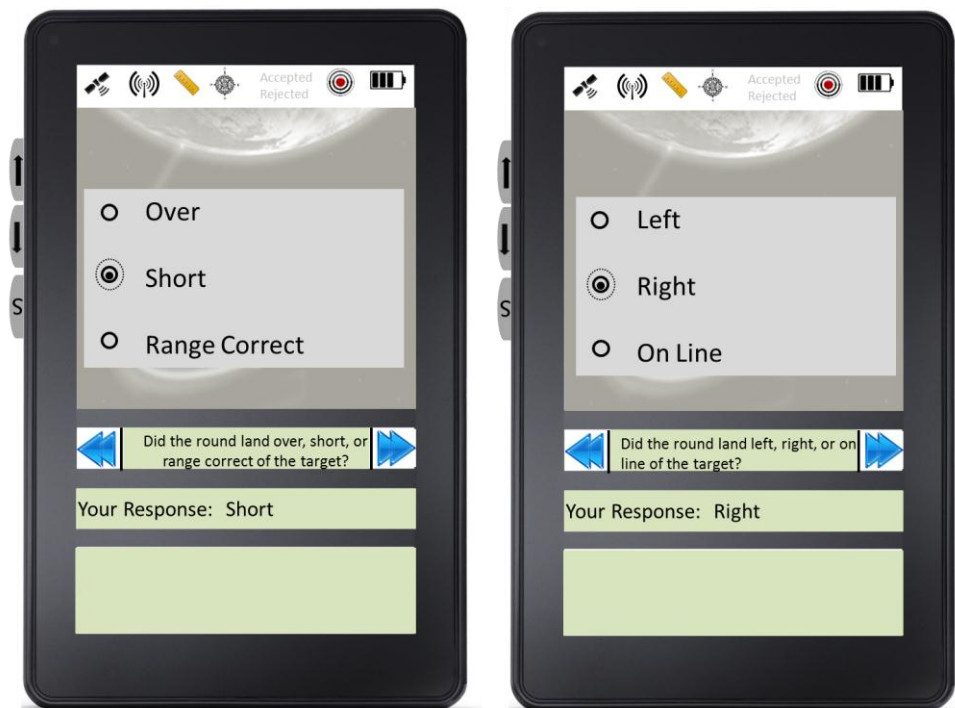 Accepted
Rejected
Over
Short
Range Correct
Did the round land over, short, or
range correct of the target?
Your Response: Short
S
Accepted
Rejected
Left
Right
On Line
Did the round land left, right, or on
line of the target?
Your Response: Right
S